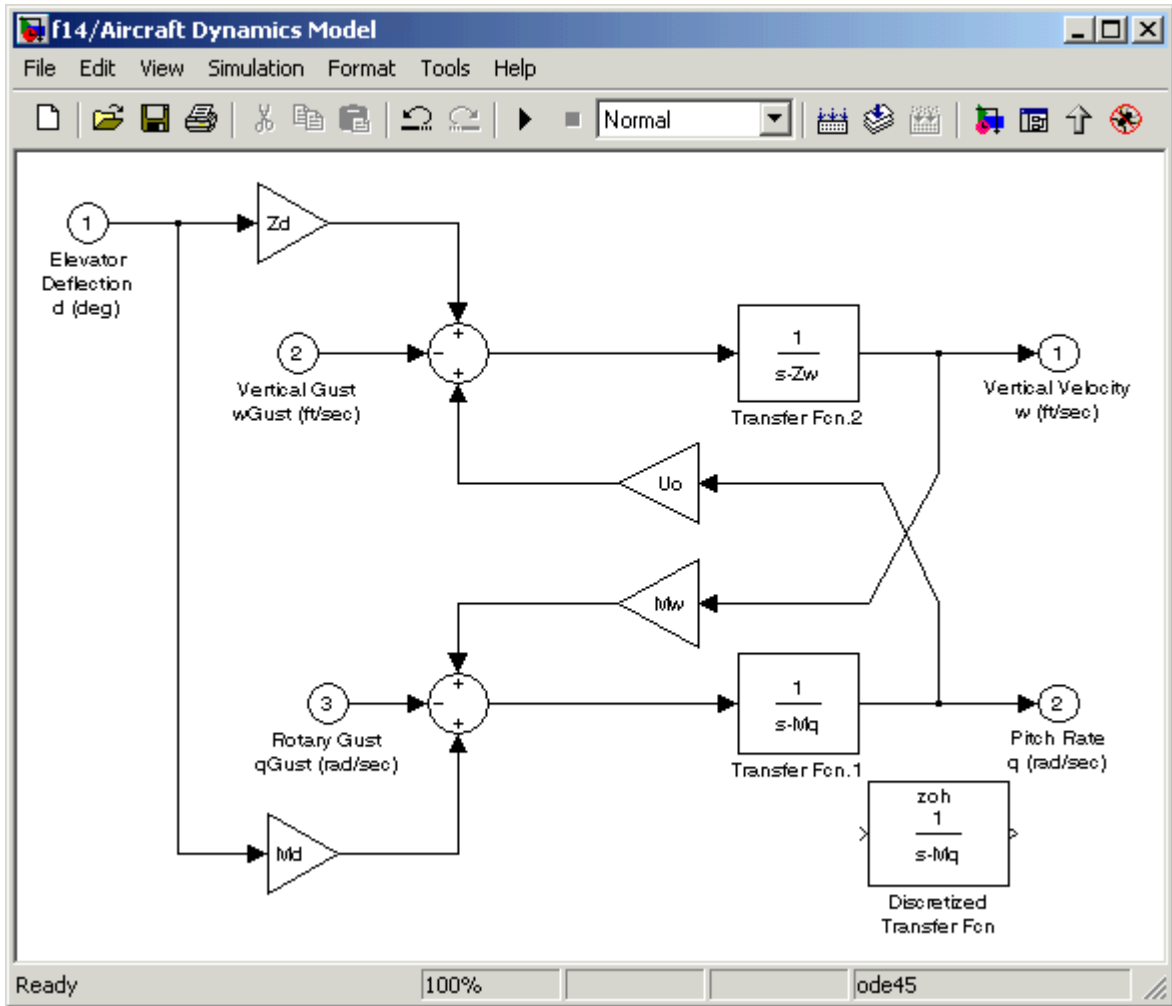 f14/Aircraft Dynamics Model
File Edit View Simulation Format Tools Help
Normal
1
Elevator
Deflection
d (deg)
Zd
+
-
+
2
Vertical Gust
wGust (ft/sec)
1
s-Zw
Transfer Fcn.2
1
Vertical Velocity
w (ft/sec)
Uo
Mw
+
-
+
3
Rotary Gust
qGust (rad/sec)
1
s-Mq
Transfer Fcn.1
2
Pitch Rate
q (rad/sec)
Md
zoh
1
s-Mq
Discretized
Transfer Fcn
Ready 100% ode45